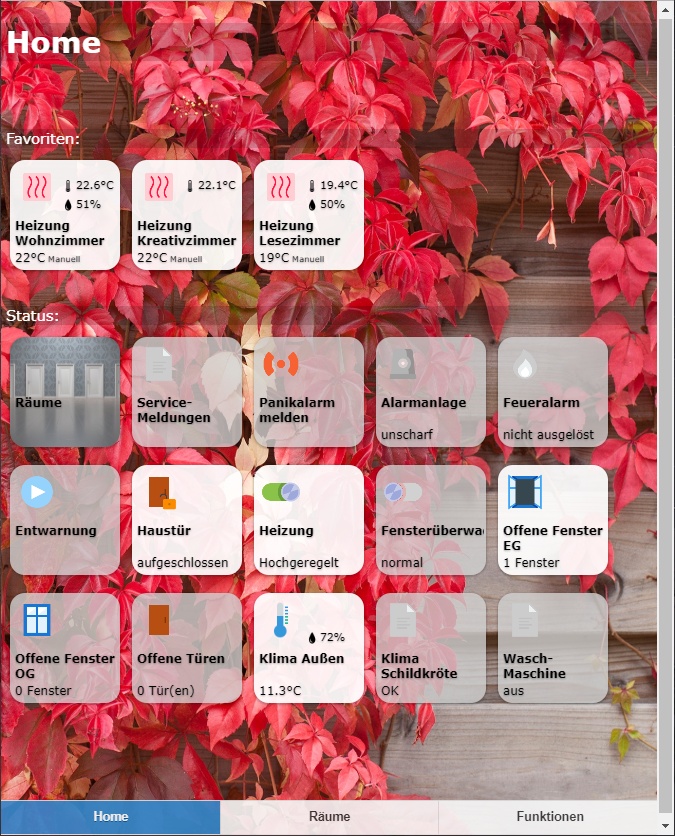 Home
Favoriten:
22.6°C
51%
Heizung
Wohnzimmer
22°C Manuell
22.1°C
Heizung
Kreativzimmer
22°C Manuell
19.4°C
50%
Heizung
Lesezimmer
19°C Manuell
Status:
Räume
Service-
Meldungen
Panikalarm
melden
Alarmanlage
unscharf
Feueralarm
nicht ausgelöst
Entwarnung
Haustür
aufgeschlossen
Heizung
Hochgeregelt
Fensterüberwa
normal
Offene Fenster
EG
1 Fenster
Offene Fenster
OG
0 Fenster
Offene Türen
0 Tür(en)
72%
Klima Außen
11.3°C
Klima
Schildkröte
OK
Wasch-
Maschine
aus
Home
Räume
Funktionen